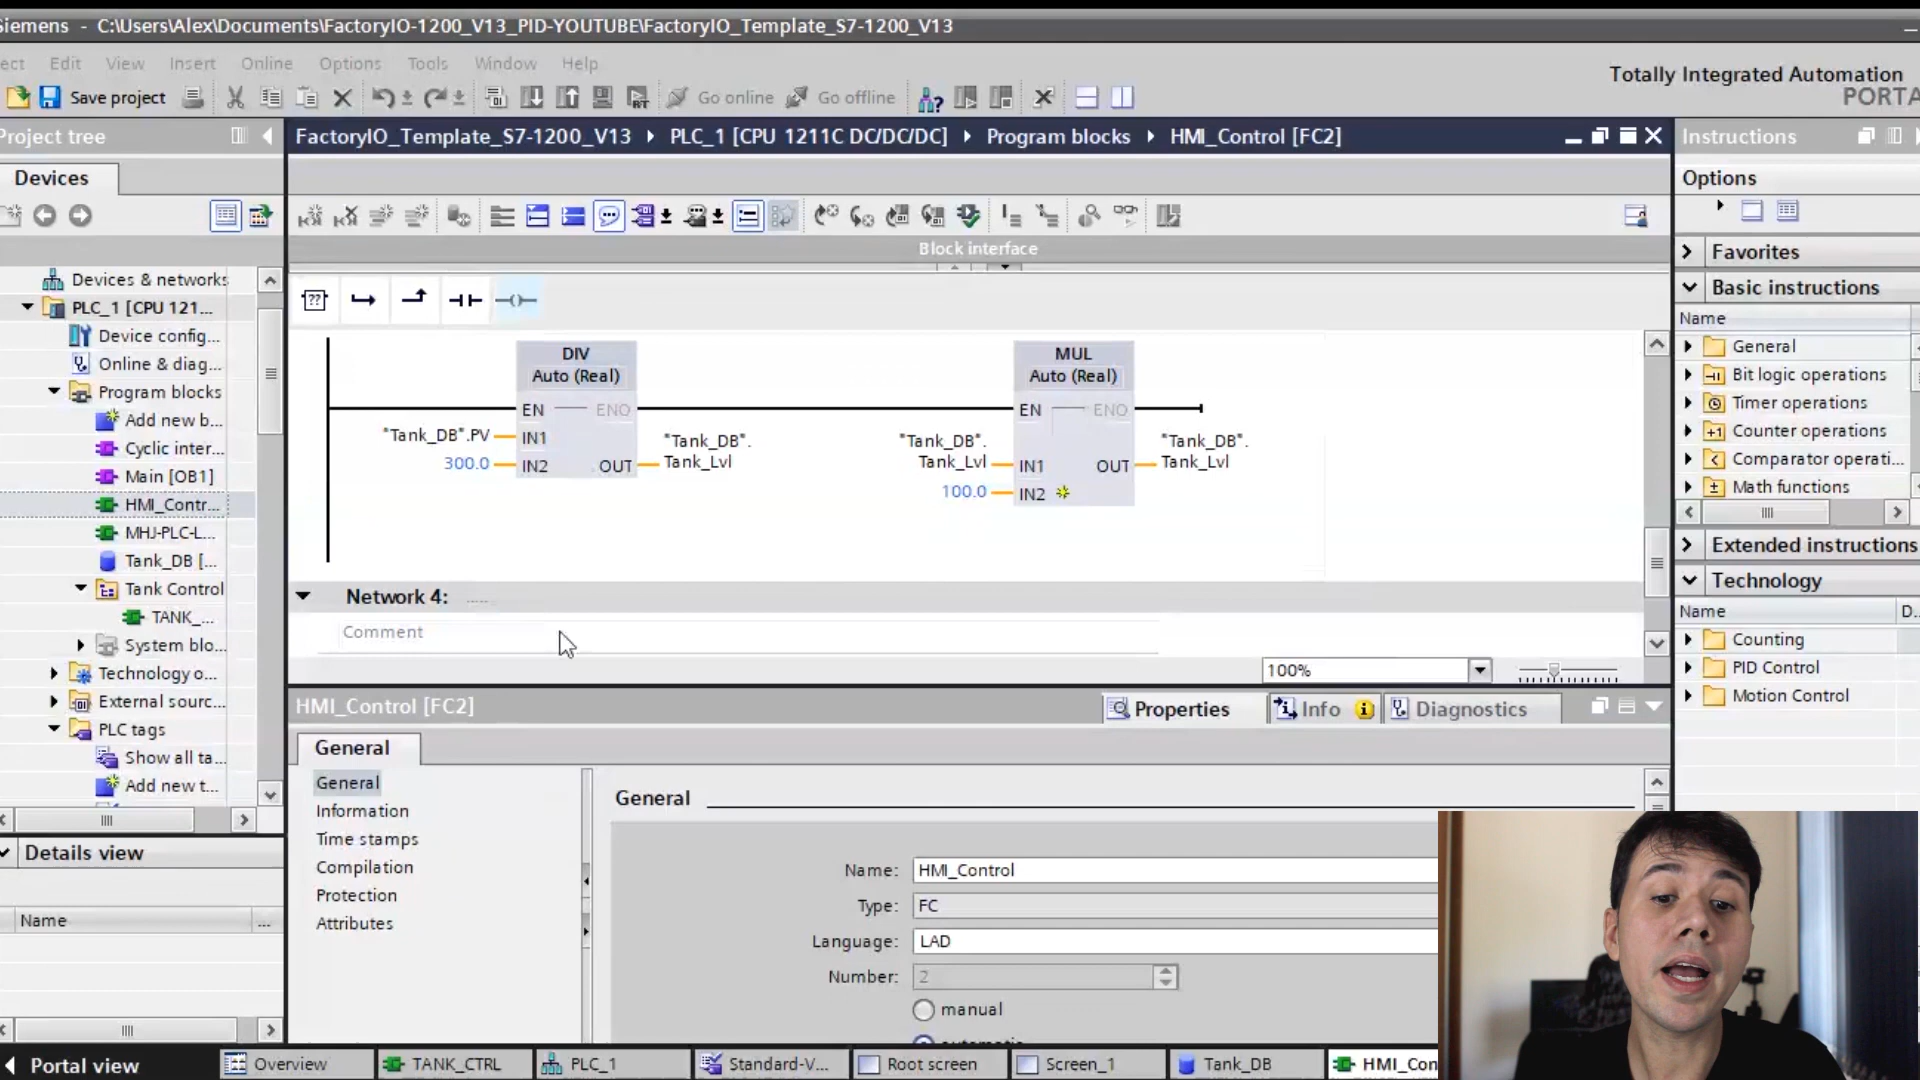 Siemens - C:\Users\Alex\Documents\FactoryIO-1200_V13_PID-YOUTUBE\FactoryIO_Template_S7-1200_V13
ect Edit View Insert Online Options Tools Window Help
Totally Integrated Automation
PORTA
Save project
Go online
Go offline
Project tree
FactoryIO_Template_S7-1200_V13 PLC_1 [CPU 1211C DC/DC/DC] Program blocks HMI_Control [FC2]
Instructions
Devices
Options
Block interface
Devices & networks
PLC_1 [CPU 121...
Device config...
Online & diag...
Program blocks
Add new b...
Cyclic inter...
Main [OB1]
HMI_Contr...
MHJ-PLC-L...
Tank_DB [...
Tank Control
TANK_...
System blo...
Technology o...
External sourc...
PLC tags
Show all ta...
Add new t...
Details view
Name ...
??
DIV
Auto (Real)
EN ENO
"Tank_DB".PV IN1
300.0 IN2 OUT
"Tank_DB".
Tank_Lvl
MUL
Auto (Real)
EN ENO
"Tank_DB".
Tank_Lvl IN1 OUT
100.0 IN2
"Tank_DB".
Tank_Lvl
Network 4: .....
Comment
100%
Favorites
Basic instructions
Name
General
Bit logic operations
Timer operations
Counter operations
Comparator operati...
Math functions
Extended instructions
Technology
Name D..
Counting
PID Control
Motion Control
HMI_Control [FC2]
Properties Info Diagnostics
General
General
Information
Time stamps
Compilation
Protection
Attributes
General
Name: HMI_Control
Type: FC
Language: LAD
Number: 2
manual
automatic
Portal view Overview TANK_CTRL PLC_1 Standard-V... Root screen Screen_1 Tank_DB HMI_Con